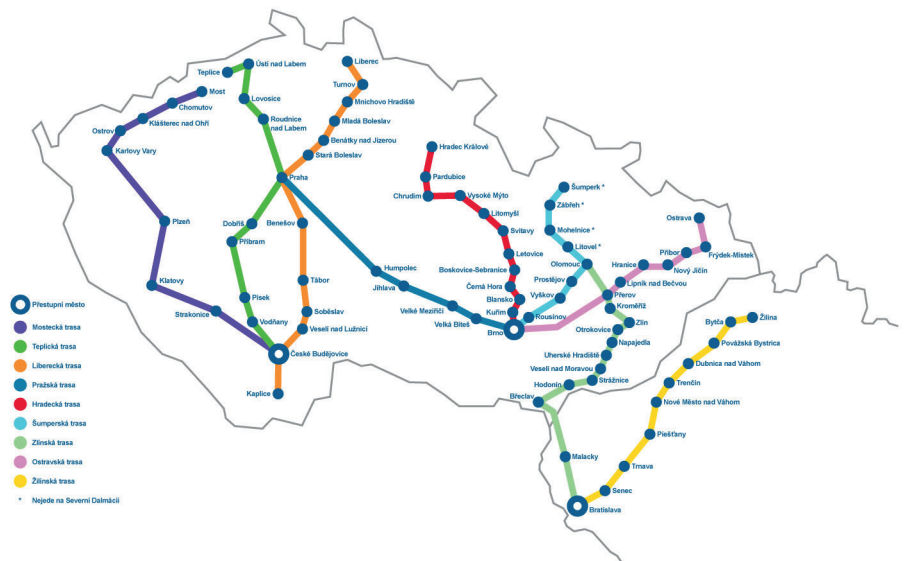 Liberec
Teplice
Ústí nad Labem
Turnov
Most
Chomutov
Lovosice
Mnichovo Hradiště
Klášterec nad Ohří
Roudnice
nad Labem
Mladá Boleslav
Ostrov
Benátky nad Jizerou
Karlovy Vary
Stará Boleslav
Hradec Králové
Praha
Pardubice
Šumperk *
Chrudim
Vysoké Mýto
Zábřeh *
Litomyšl
Plzeň
Dobříš
Benešov
Svitavy
Mohelnice *
Ostrava
Příbram
Litovel *
Letovice
Příbor
Frýdek-Místek
Olomouc
Hranice
Nový Jičín
Humpolec
Boskovice-Sebranice
Klatovy
Tábor
Jihlava
Černá Hora
Prostějov
Lipník nad Bečvou
Písek
Blansko
Vyškov
Přerov
Přestupní město
Strakonice
Soběslav
Velké Meziříčí
Kuřim
Kroměříž
Vodňany
Veselí nad Lužnicí
Velká Bíteš
Rousínov
Zlín
Brno
Otrokovice
Bytča
Žilina
Mostecká trasa
Napajedla
Považská Bystrica
Teplická trasa
České Budějovice
Uherské Hradiště
Dubnica nad Váhom
Liberecká trasa
Veselí nad Moravou
Strážnice
Pražská trasa
Kaplice
Hodonín
Trenčín
Břeclav
Nové Město nad Váhom
Hradecká trasa
Šumperská trasa
Piešťany
Zlínská trasa
Malacky
Trnava
Ostravská trasa
Žilinská trasa
Senec
* Nejede na Severní Dalmácii
Bratislava